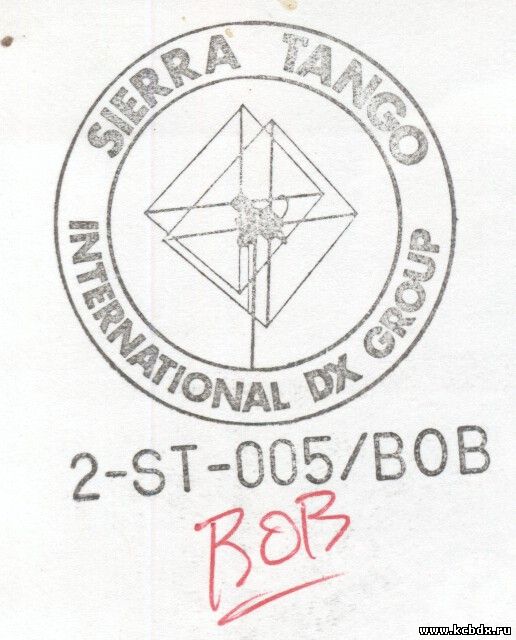 SIERRA TANGO
INTERNATIONAL DX GROUP
2-ST-005/BOB
BOB
www.kcbdx.ru